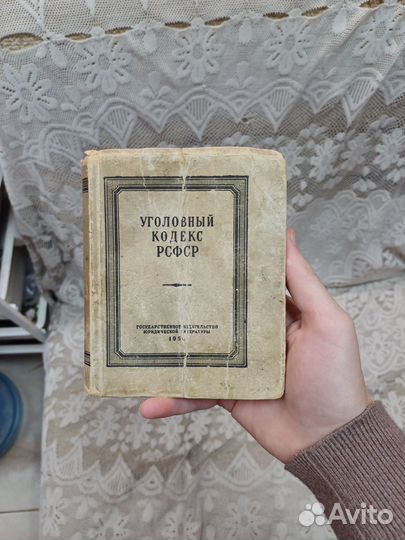 УГОЛОВНЫЙ
КОДЕКС
РСФСР
ГОСУДАРСТВЕННОЕ ИЗДАТЕЛЬСТВО
ЮРИДИЧЕСКОЙ ЛИТЕРАТУРЫ
Avito